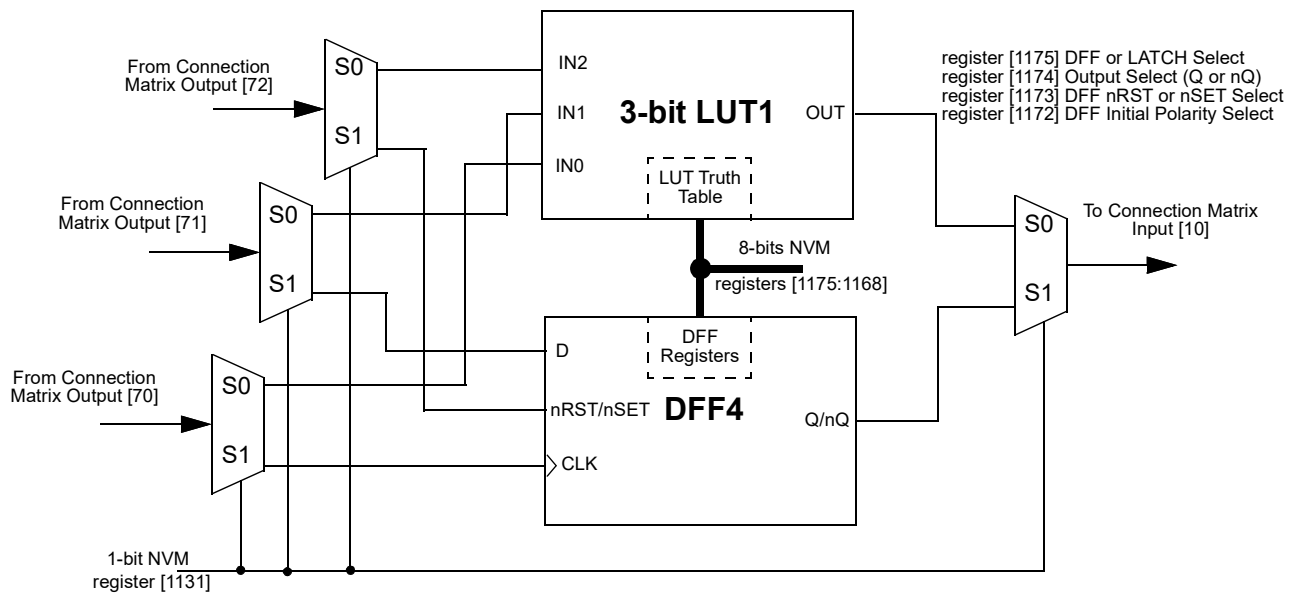 From Connection
Matrix Output [72]
S0
S1
IN2
IN1
IN0
3-bit LUT1
OUT
LUT Truth
Table
register [1175] DFF or LATCH Select
register [1174] Output Select (Q or nQ)
register [1173] DFF nRST or nSET Select
register [1172] DFF Initial Polarity Select
From Connection
Matrix Output [71]
S0
S1
8-bits NVM
registers [1175:1168]
S0
S1
To Connection Matrix
Input [10]
From Connection
Matrix Output [70]
S0
S1
D
nRST/nSET
CLK
DFF
Registers
DFF4
Q/nQ
1-bit NVM
register [1131]